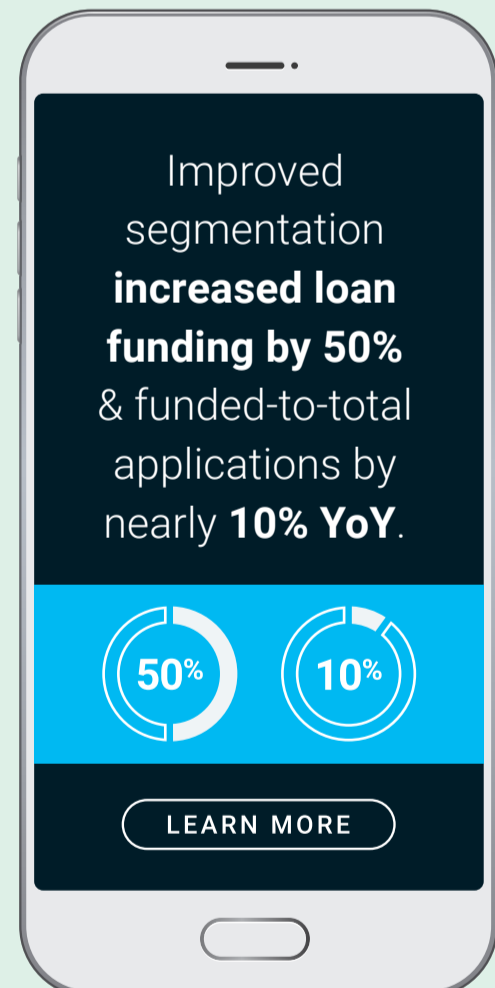 Improved
segmentation
increased loan
funding by 50%
& funded-to-total
applications by
nearly 10% YoY.
50%
10%
LEARN MORE